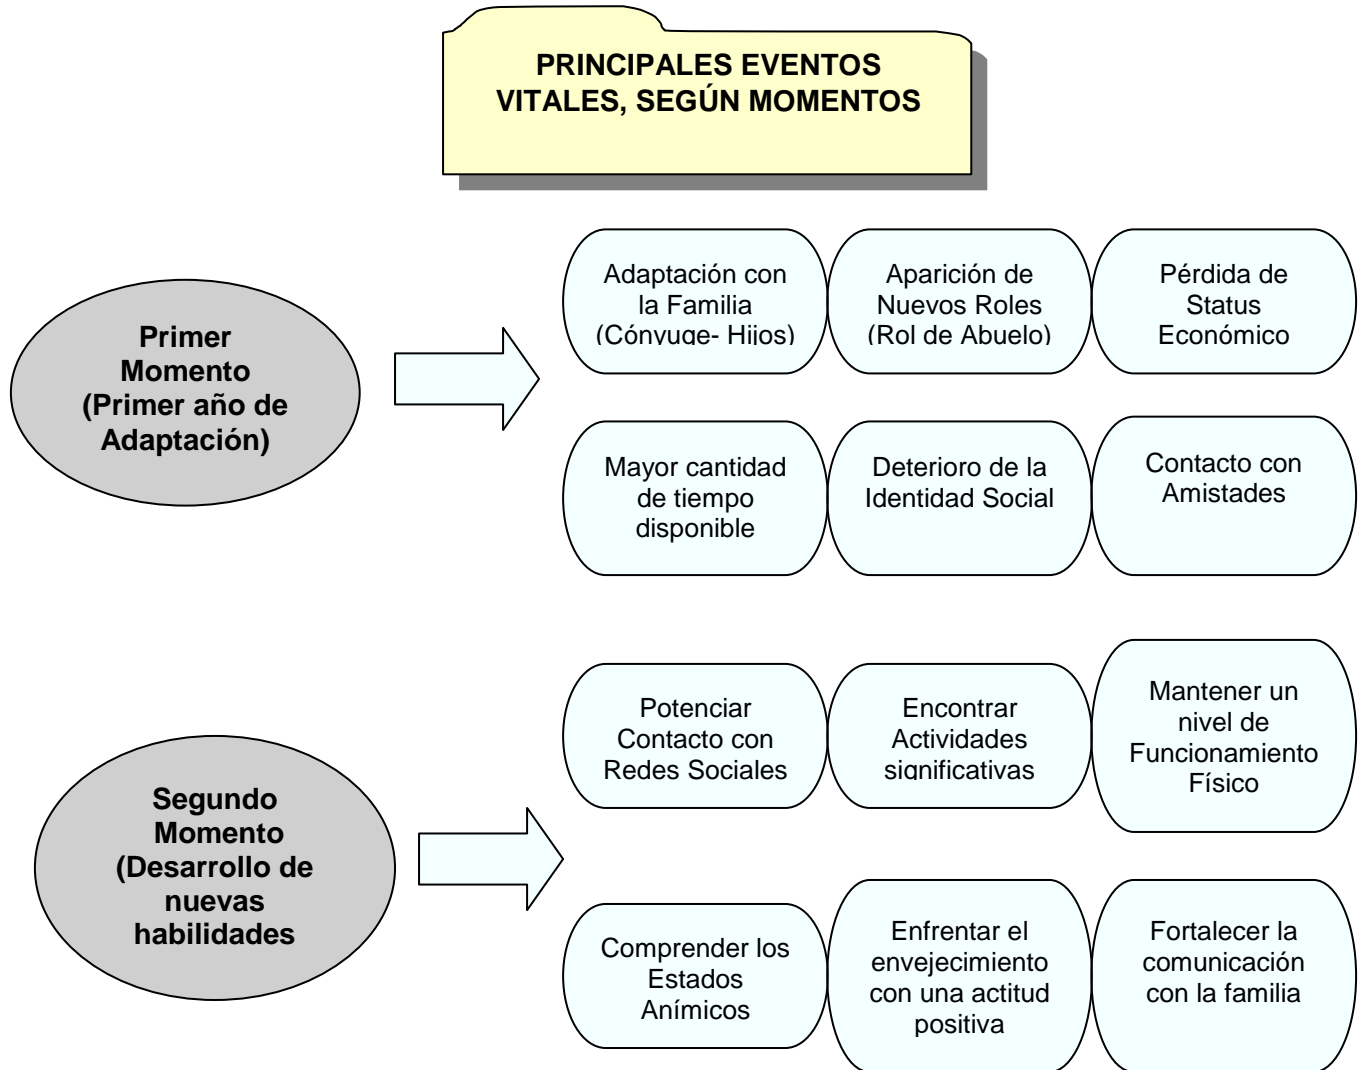 PRINCIPALES EVENTOS
VITALES, SEGÚN MOMENTOS
Primer
Momento
(Primer año de
Adaptación)
Adaptación con
la Familia
(Cónyuge- Hijos)
Aparición de
Nuevos Roles
(Rol de Abuelo)
Pérdida de
Status
Económico
Mayor cantidad
de tiempo
disponible
Deterioro de la
Identidad Social
Contacto con
Amistades
Segundo
Momento
(Desarrollo de
nuevas
habilidades
Potenciar
Contacto con
Redes Sociales
Encontrar
Actividades
significativas
Mantener un
nivel de
Funcionamiento
Físico
Comprender los
Estados
Anímicos
Enfrentar el
envejecimiento
con una actitud
positiva
Fortalecer la
comunicación
con la familia